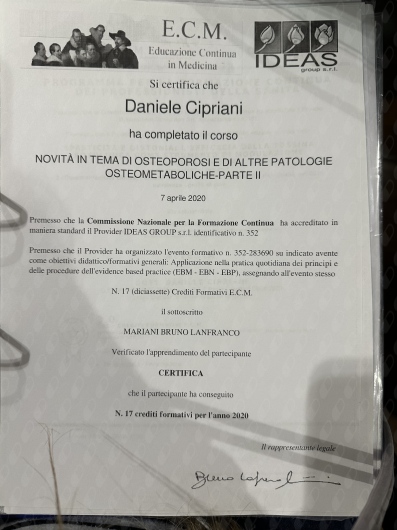 E.C.M.
Educazione Continua
in Medicina
IDEAS
group s.r.l.
Si certifica che
Daniele Cipriani
ha completato il corso
NOVITÀ IN TEMA DI OSTEOPOROSI E DI ALTRE PATOLOGIE
OSTEOMETABOLICHE-PARTE II
7 aprile 2020
Premesso che la Commissione Nazionale per la Formazione Continua ha accreditato in
maniera standard il Provider IDEAS GROUP s.r.l. identificativo n. 352
Premesso che il Provider ha organizzato l'evento formativo n. 352-283690 su indicato avente
come obiettivi didattico/formativi generali: Applicazione nella pratica quotidiana dei principi e
delle procedure dell'evidence based practice (EBM - EBN - EBP), assegnando all'evento stesso
N. 17 (diciassette) Crediti Formativi E.C.M.
il sottoscritto
MARIANI BRUNO LANFRANCO
Verificato l'apprendimento del partecipante
CERTIFICA
che il partecipante ha conseguito
N. 17 crediti formativi per l'anno 2020
Il rappresentante legale